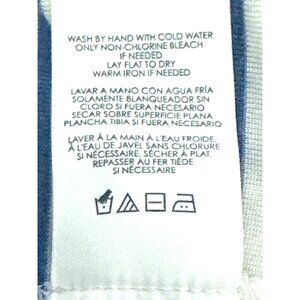 WASH BY HAND WITH COLD WATER
ONLY NON-CHLORINE BLEACH
IF NEEDED
LAY FLAT TO DRY
WARM IRON IF NEEDED
LAVAR A MANO CON AGUA FRÍA
SOLAMENTE BLANQUEADOR SIN
CLORO SI FUERA NECESARIO
SECAR SOBRE SUPERFICIE PLANA
PLANCHA TIBIA SI FUERA NECESARIO
LAVER À LA MAIN À L'EAU FROIDE
À L'EAU DE JAVEL SANS CHLORURE
SI NÉCESSAIRE, SÉCHER À PLAT,
REPASSER AU FER TIÈDE
SI NÉCESSAIRE